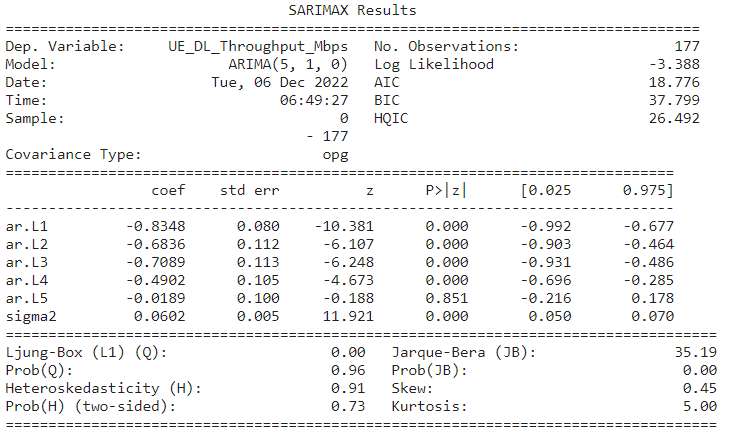 SARIMAX Results
==============================================================================
Dep. Variable:     UE_DL_Throughput_Mbps   No. Observations:                  177
Model:                    ARIMA(5, 1, 0)   Log Likelihood                  -3.388
Date:                   Tue, 06 Dec 2022   AIC                             18.776
Time:                           06:49:27   BIC                             37.799
Sample:                                0   HQIC                            26.492
                                   - 177
Covariance Type:                     opg
==============================================================================
                 coef    std err          z      P>|z|      [0.025      0.975]
------------------------------------------------------------------------------
ar.L1         -0.8348      0.080    -10.381      0.000      -0.992      -0.677
ar.L2         -0.6836      0.112     -6.107      0.000      -0.903      -0.464
ar.L3         -0.7089      0.113     -6.248      0.000      -0.931      -0.486
ar.L4         -0.4902      0.105     -4.673      0.000      -0.696      -0.285
ar.L5         -0.0189      0.100     -0.188      0.851      -0.216       0.178
sigma2         0.0602      0.005     11.921      0.000       0.050       0.070
==============================================================================
Ljung-Box (L1) (Q):                   0.00   Jarque-Bera (JB):                35.19
Prob(Q):                              0.96   Prob(JB):                         0.00
Heteroskedasticity (H):               0.91   Skew:                             0.45
Prob(H) (two-sided):                  0.73   Kurtosis:                         5.00
==============================================================================